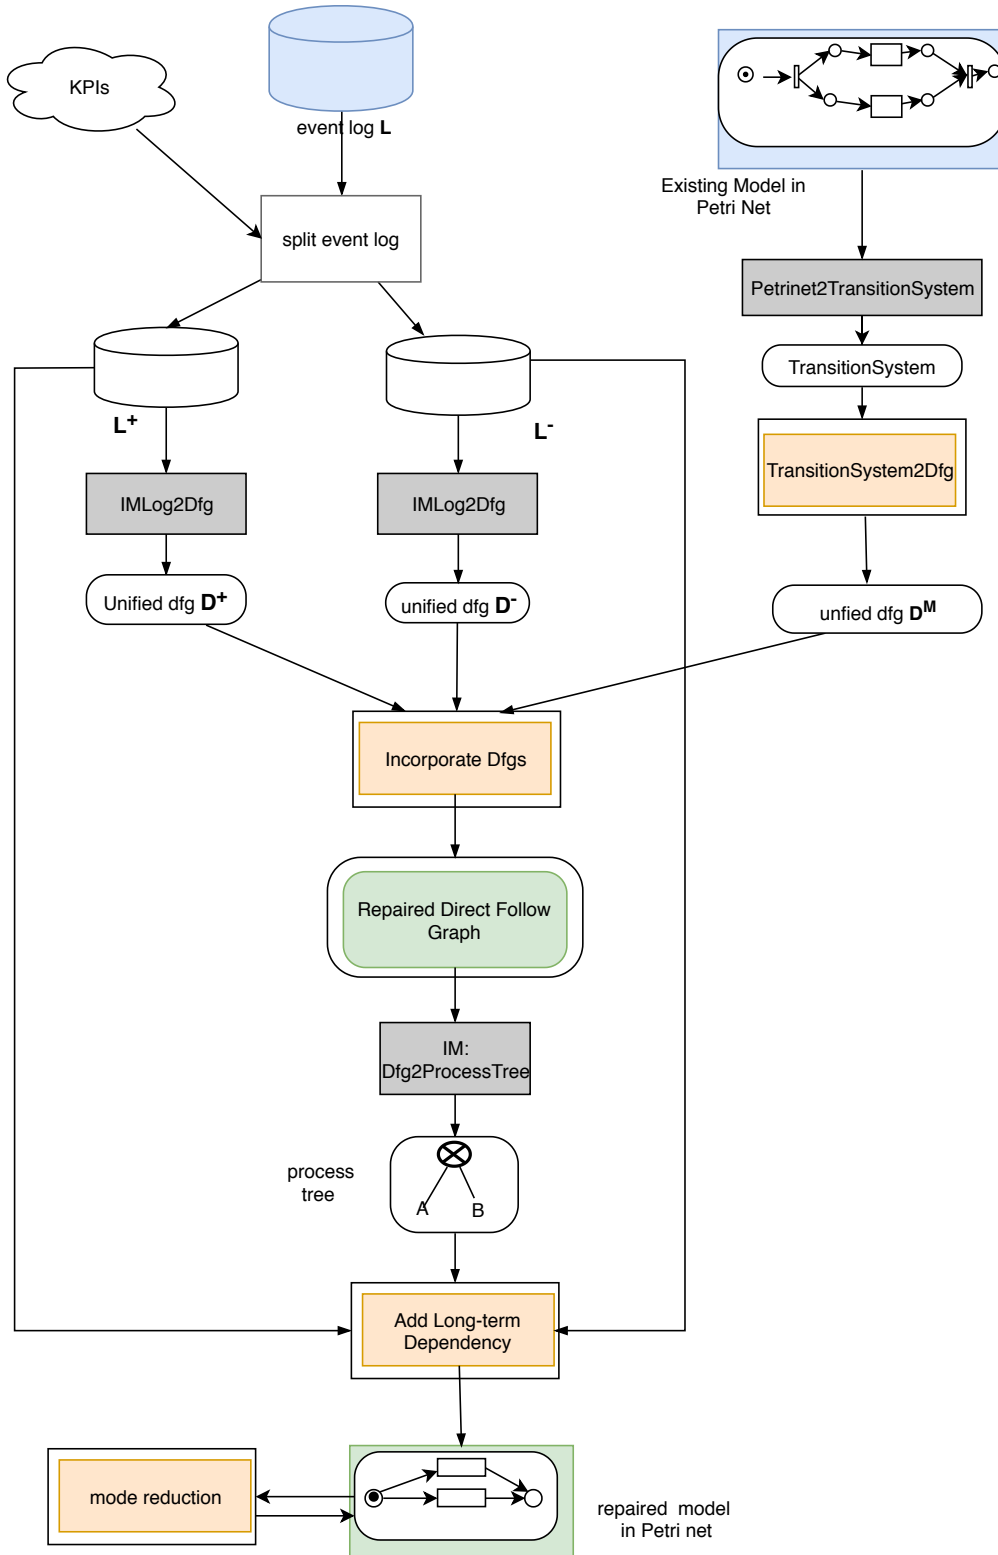 KPIs
event log L
Existing Model in
Petri Net
split event log
Petrinet2TransitionSystem
TransitionSystem
L+
L-
TransitionSystem2Dfg
IMLog2Dfg
IMLog2Dfg
Unified dfg D+
unified dfg D-
unfied dfg DM
Incorporate Dfgs
Repaired Direct Follow
Graph
IM:
Dfg2ProcessTree
process
tree
A
B
Add Long-term
Dependency
mode reduction
repaired model
in Petri net